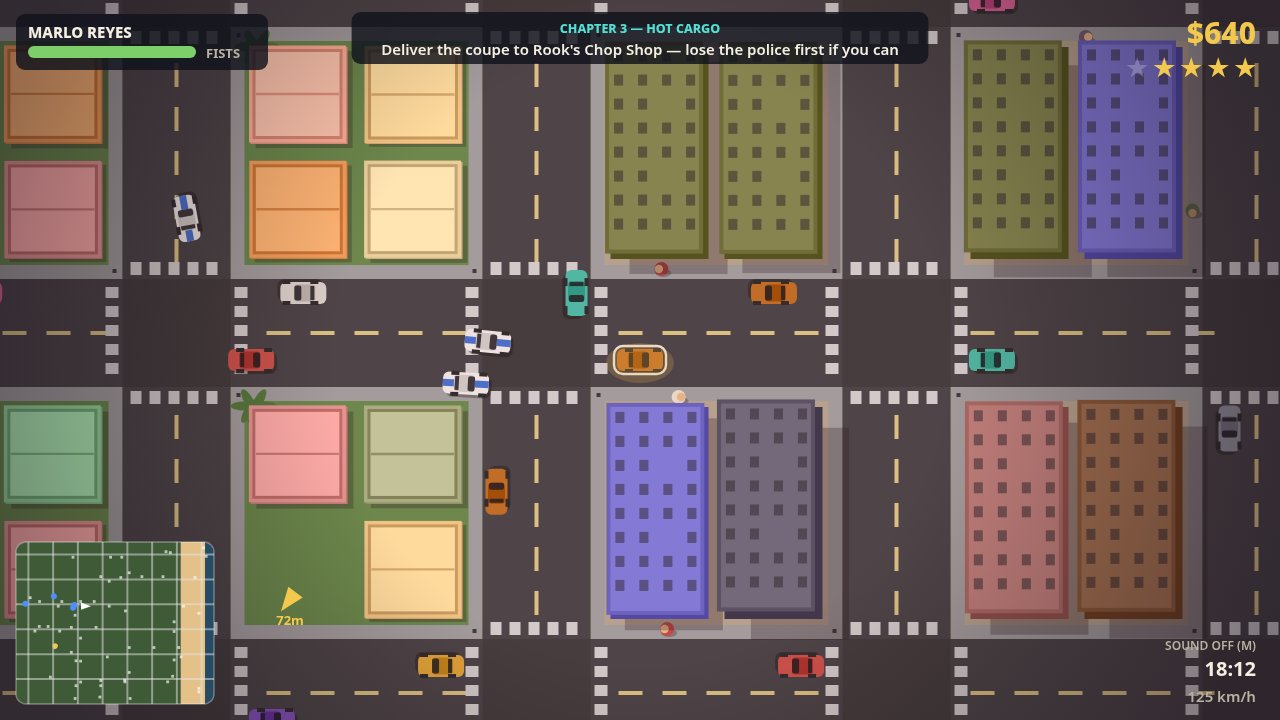 MARLO REYES
FISTS
CHAPTER 3 — HOT CARGO
Deliver the coupe to Rook's Chop Shop — lose the police first if you can
$640
72m
SOUND OFF (M)
18:12
125 km/h